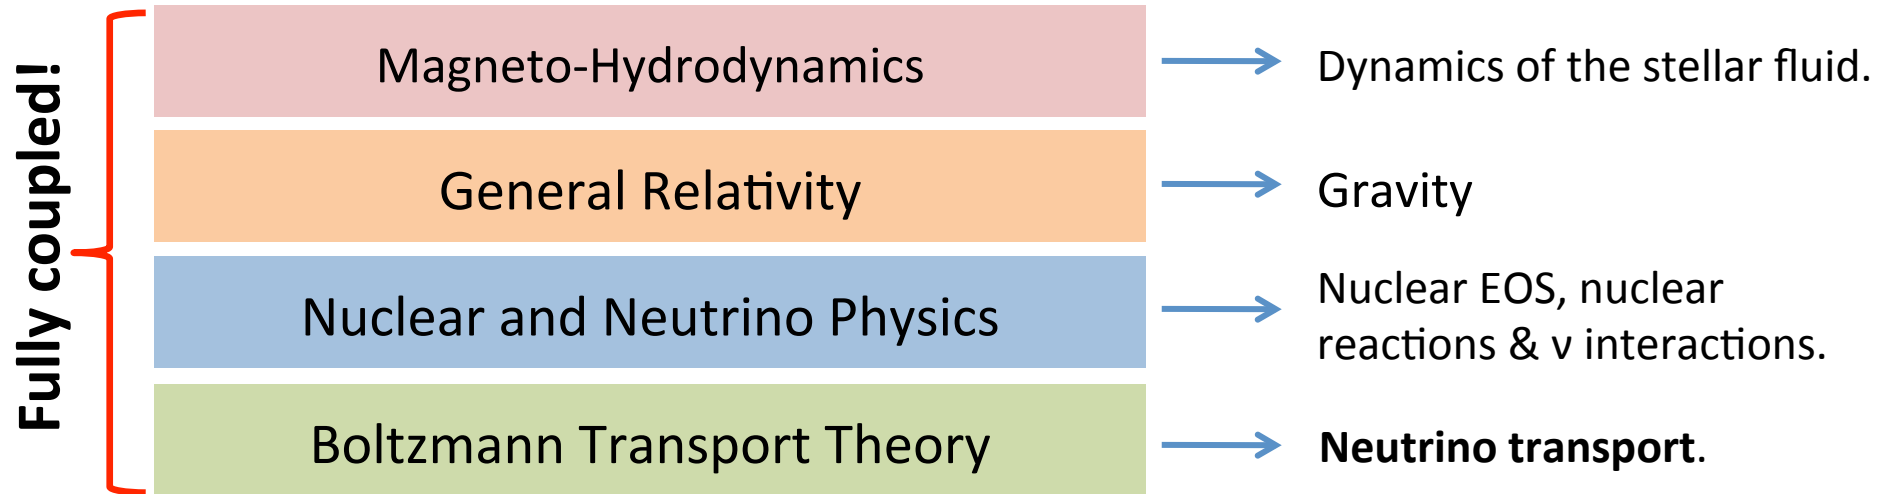 Fully coupled!
Magneto-Hydrodynamics
Dynamics of the stellar fluid.
General Relativity
Gravity
Nuclear and Neutrino Physics
Nuclear EOS, nuclear
reactions & ν interactions.
Boltzmann Transport Theory
Neutrino transport.